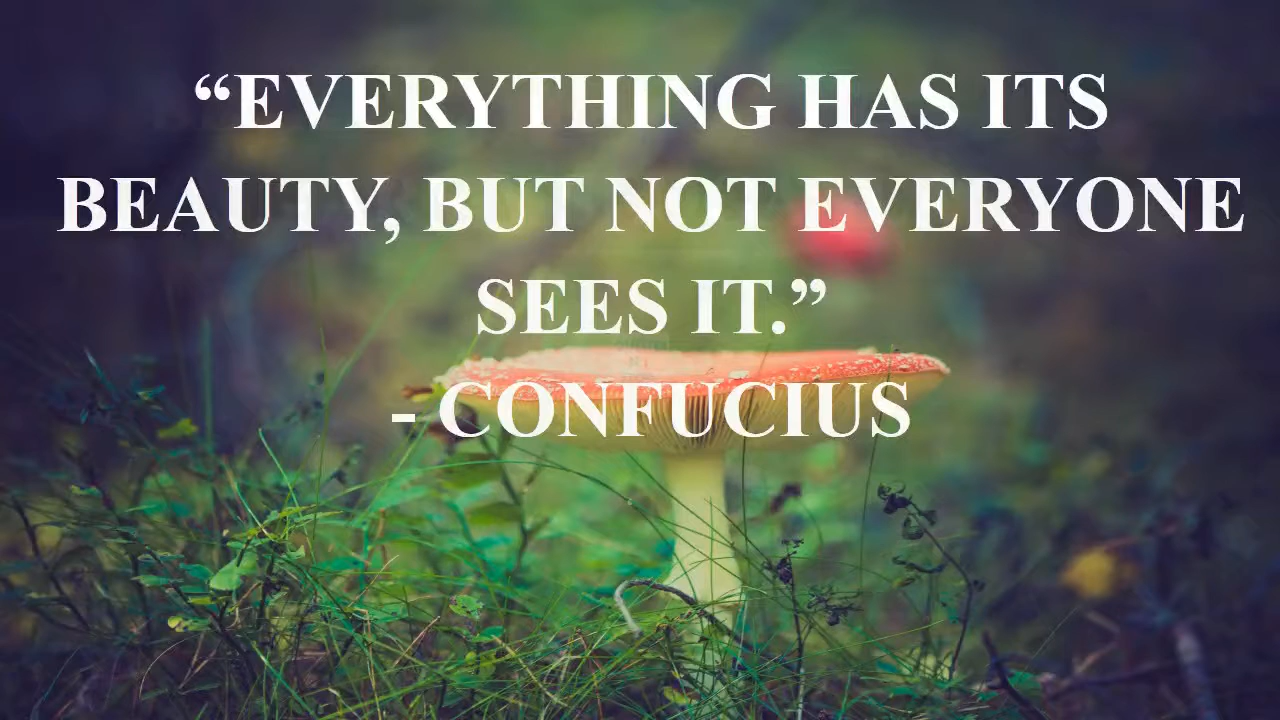 “EVERYTHING HAS ITS
BEAUTY, BUT NOT EVERYONE
SEES IT.”
- CONFUCIUS